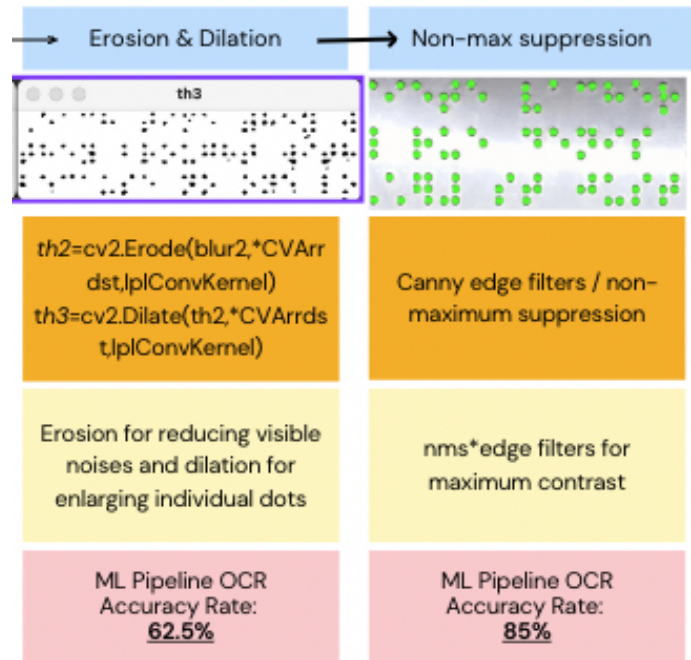 Erosion & Dilation
Non-max suppression
th3
th2=cv2.Erode(blur2,*CVArr
dst,IplConvKernel)
th3=cv2.Dilate(th2,*CVArrds
t,IplConvKernel)
Canny edge filters / non-
maximum suppression
Erosion for reducing visible
noises and dilation for
enlarging individual dots
nms*edge filters for
maximum contrast
ML Pipeline OCR
Accuracy Rate:
62.5%
ML Pipeline OCR
Accuracy Rate:
85%